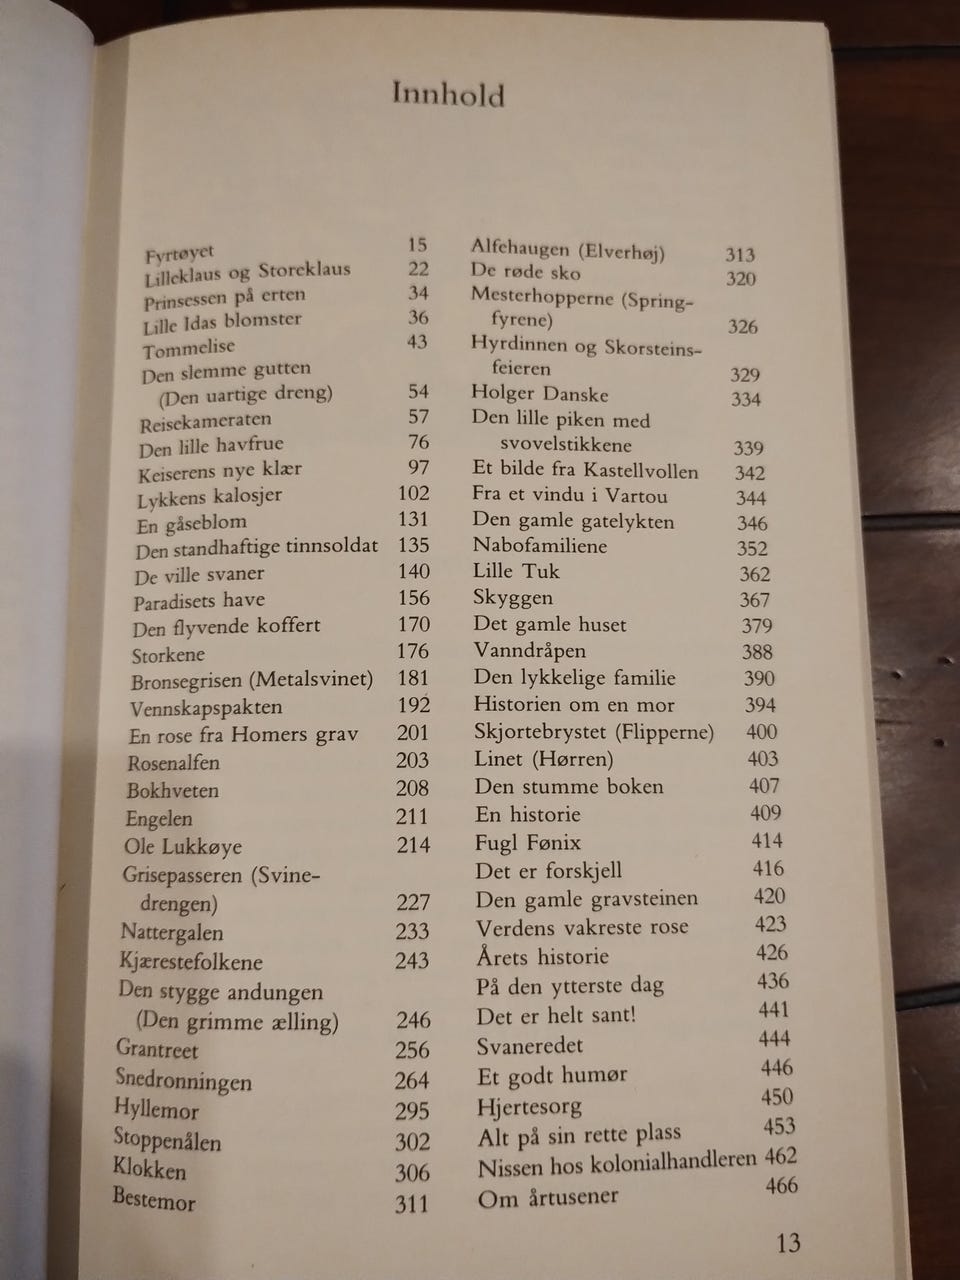 Innhold
Fyrtøyet 15
Lilleklaus og Storeklaus 22
Prinsessen på erten 34
Lille Idas blomster 36
Tommelise 43
Den slemme gutten
(Den uartige dreng) 54
Reisekameraten 57
Den lille havfrue 76
Keiserens nye klær 97
Lykkens kalosjer 102
En gåseblom 131
Den standhaftige tinnsoldat 135
De ville svaner 140
Paradisets have 156
Den flyvende koffert 170
Storkene 176
Bronsegrisen (Metalsvinet) 181
Vennskapspakten 192
En rose fra Homers grav 201
Rosenalfen 203
Bokhveten 208
Engelen 211
Ole Lukkøye 214
Grisepasseren (Svine-
drengen) 227
Nattergalen 233
Kjærestefolkene 243
Den stygge andungen
(Den grimme ælling) 246
Grantreet 256
Snedronningen 264
Hyllemor 295
Stoppenålen 302
Klokken 306
Bestemor 311
Alfehaugen (Elverhøj) 313
De røde sko 320
Mesterhopperne (Spring-
fyrene) 326
Hyrdinnen og Skorsteins-
feieren 329
Holger Danske 334
Den lille piken med
svovelstikkene 339
Et bilde fra Kastellvollen 342
Fra et vindu i Vartou 344
Den gamle gatelykten 346
Nabofamiliene 352
Lille Tuk 362
Skyggen 367
Det gamle huset 379
Vanndråpen 388
Den lykkelige familie 390
Historien om en mor 394
Skjortebrystet (Flipperne) 400
Linet (Hørren) 403
Den stumme boken 407
En historie 409
Fugl Fønix 414
Det er forskjell 416
Den gamle gravsteinen 420
Verdens vakreste rose 423
Årets historie 426
På den ytterste dag 436
Det er helt sant! 441
Svaneredet 444
Et godt humør 446
Hjertesorg 450
Alt på sin rette plass 453
Nissen hos kolonialhandleren 462
Om årtusener 466
13